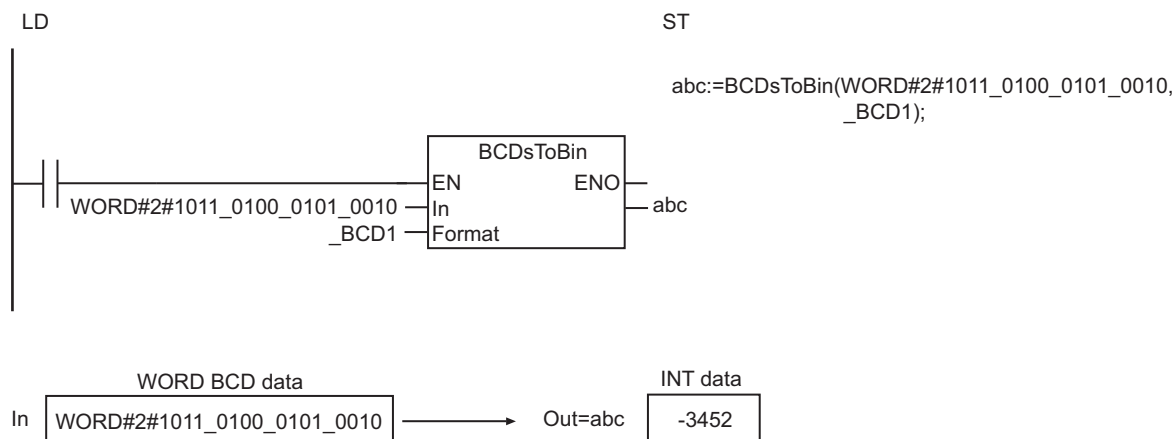 LD
ST
abc:=BCDsToBin(WORD#2#1011_0100_0101_0010,
_BCD1);
BCDsToBin
EN ENO
WORD#2#1011_0100_0101_0010 In abc
_BCD1 Format
WORD BCD data
INT data
In WORD#2#1011_0100_0101_0010 Out=abc -3452